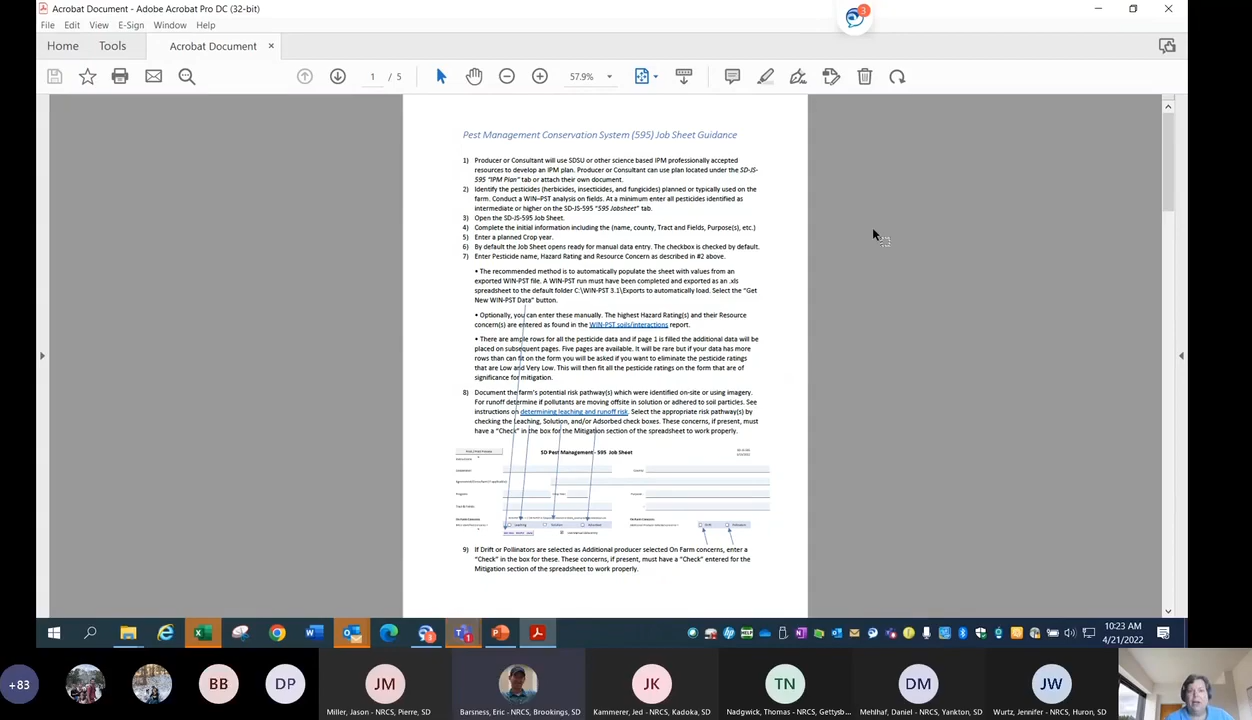 Acrobat Document - Adobe Acrobat Pro DC (32-bit)
3
File Edit View E-Sign Window Help
Home Tools Acrobat Document ×
1 / 5 57.9%
Pest Management Conservation System (595) Job Sheet Guidance
1) Producer or Consultant will use SDSU or other science based IPM professionally accepted
resources to develop an IPM plan. Producer or Consultant can use plan located under the SD-JS-
595 "IPM Plan" tab or attach their own document.
2) Identify the pesticides (herbicides, insecticides, and fungicides) planned or typically used on the
farm. Conduct a WIN–PST analysis on fields. At a minimum enter all pesticides identified as
intermediate or higher on the SD-JS-595 "595 Jobsheet" tab.
3) Open the SD-JS-595 Job Sheet.
4) Complete the initial information including the (name, county, Tract and Fields, Purpose(s), etc.)
5) Enter a planned Crop year.
6) By default the Job Sheet opens ready for manual data entry. The checkbox is checked by default.
7) Enter Pesticide name, Hazard Rating and Resource Concern as described in #2 above.
• The recommended method is to automatically populate the sheet with values from an
exported WIN-PST file. A WIN-PST run must have been completed and exported as an .xls
spreadsheet to the default folder C:\WIN-PST 3.1\Exports to automatically load. Select the "Get
New WIN-PST Data" button.
• Optionally, you can enter these manually. The highest Hazard Rating(s) and their Resource
concern(s) are entered as found in the WIN-PST soils/interactions report.
• There are ample rows for all the pesticide data and if page 1 is filled the additional data will be
placed on subsequent pages. Five pages are available. It will be rare but if your data has more
rows than can fit on the form you will be asked if you want to eliminate the pesticide ratings
that are Low and Very Low. This will then fit all the pesticide ratings on the form that are of
significance for mitigation.
8) Document the farm's potential risk pathway(s) which were identified on-site or using imagery.
For runoff determine if pollutants are moving offsite in solution or adhered to soil particles. See
instructions on determining leaching and runoff risk. Select the appropriate risk pathway(s) by
checking the Leaching, Solution, and/or Adsorbed check boxes. These concerns, if present, must
have a "Check" in the box for the Mitigation section of the spreadsheet to work properly.
SD Pest Management - 595 Job Sheet
9) If Drift or Pollinators are selected as Additional producer selected On Farm concerns, enter a
"Check" in the box for these. These concerns, if present, must have a "Check" entered for the
Mitigation section of the spreadsheet to work properly.
10:23 AM
4/21/2022
+83 BB DP JM JK TN DM JW
Miller, Jason - NRCS, Pierre, SD Barsness, Eric - NRCS, Brookings, SD Kammerer, Jed - NRCS, Kadoka, SD Nadgwick, Thomas - NRCS, Gettysb... Mehlhaf, Daniel - NRCS, Yankton, SD Wurtz, Jennifer - NRCS, Huron, SD